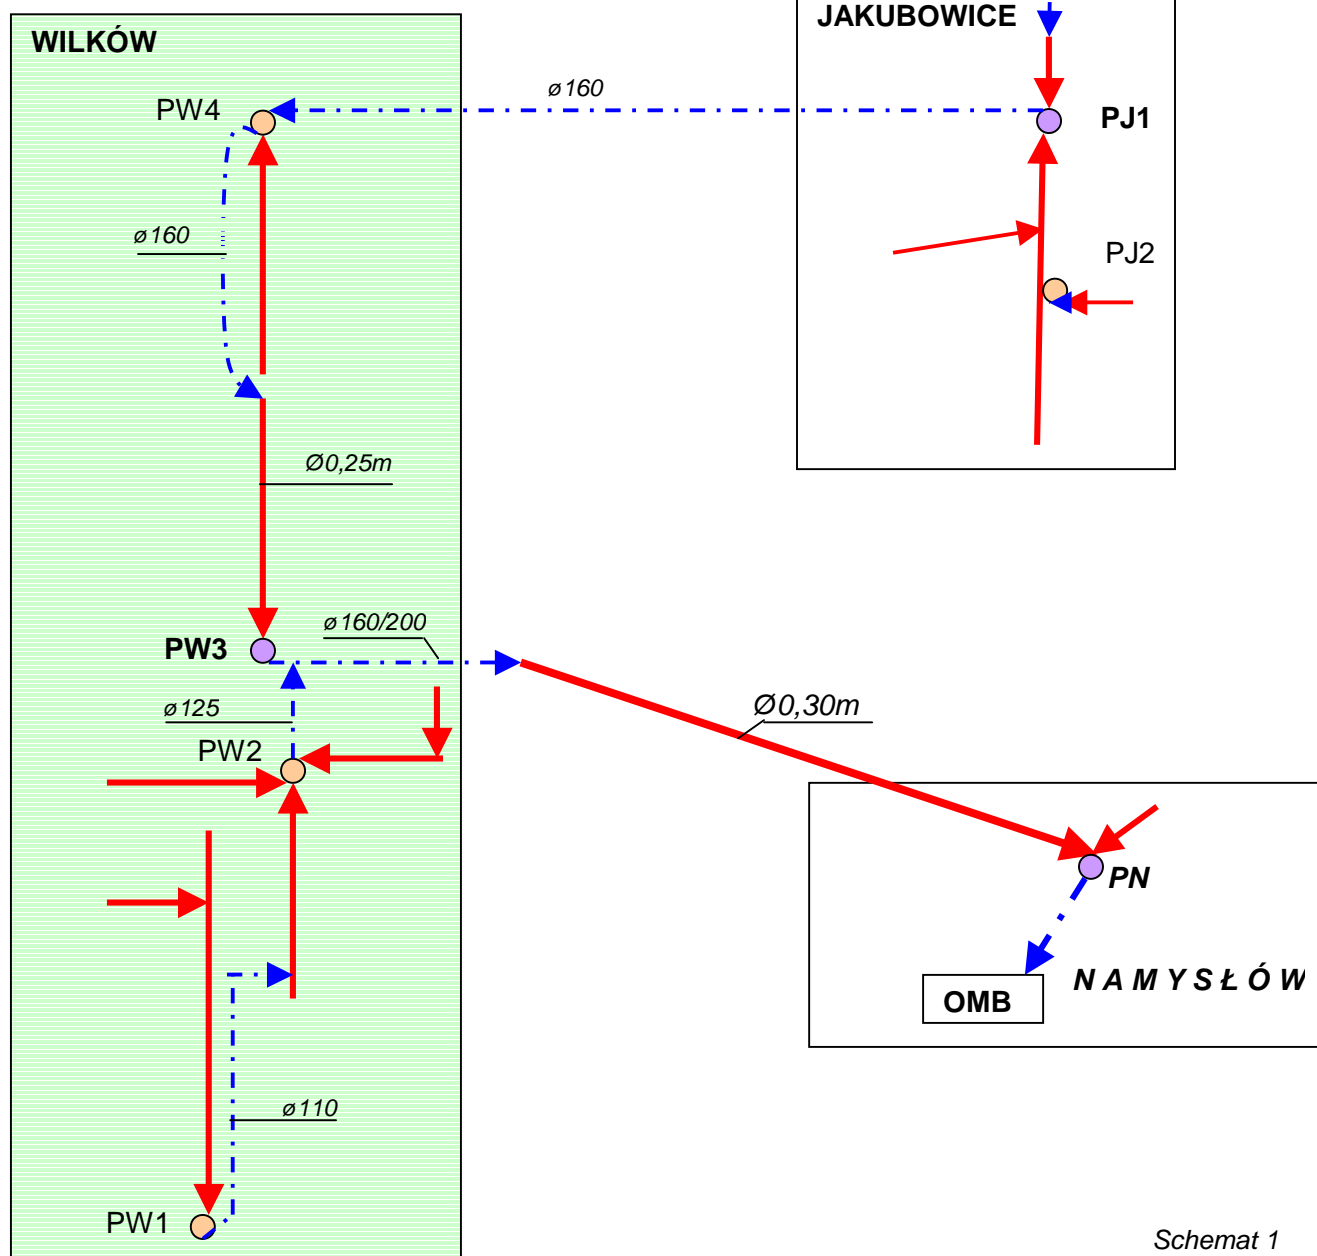 JAKUBOWICE
WILKÓW
ø160
PW4
PJ1
ø160
PJ2
Ø0,25m
ø160/200
PW3
ø125
Ø0,30m
PW2
PN
NAMYSŁÓW
OMB
ø110
PW1
Schemat 1